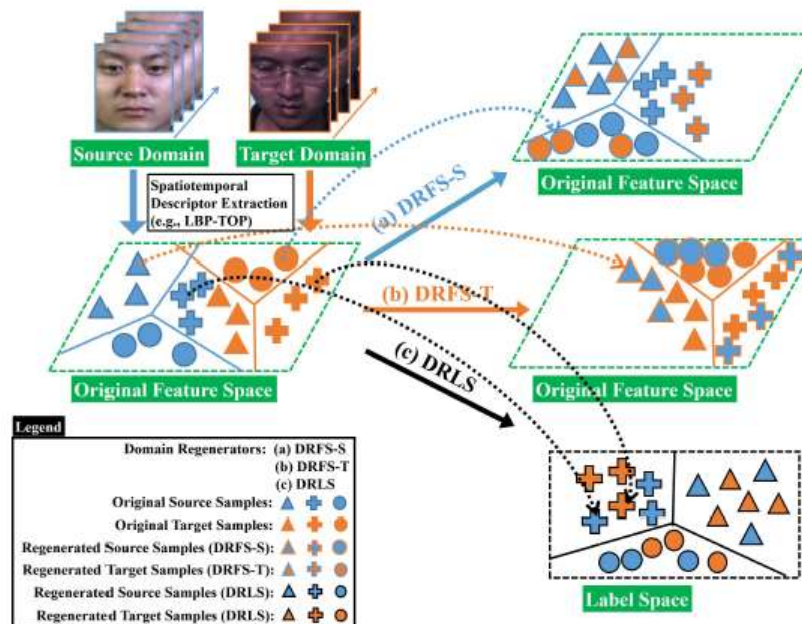 Source Domain
Target Domain
Spatiotemporal
Descriptor Extraction
(e.g., LBP-TOP)
(a) DRFS-S
Original Feature Space
(b) DRFS-T
Original Feature Space
Original Feature Space
(c) DRLS
Label Space
Legend
Domain Regenerators: (a) DRFS-S
(b) DRFS-T
(c) DRLS
Original Source Samples:
Original Target Samples:
Regenerated Source Samples (DRFS-S):
Regenerated Target Samples (DRFS-T):
Regenerated Source Samples (DRLS):
Regenerated Target Samples (DRLS):